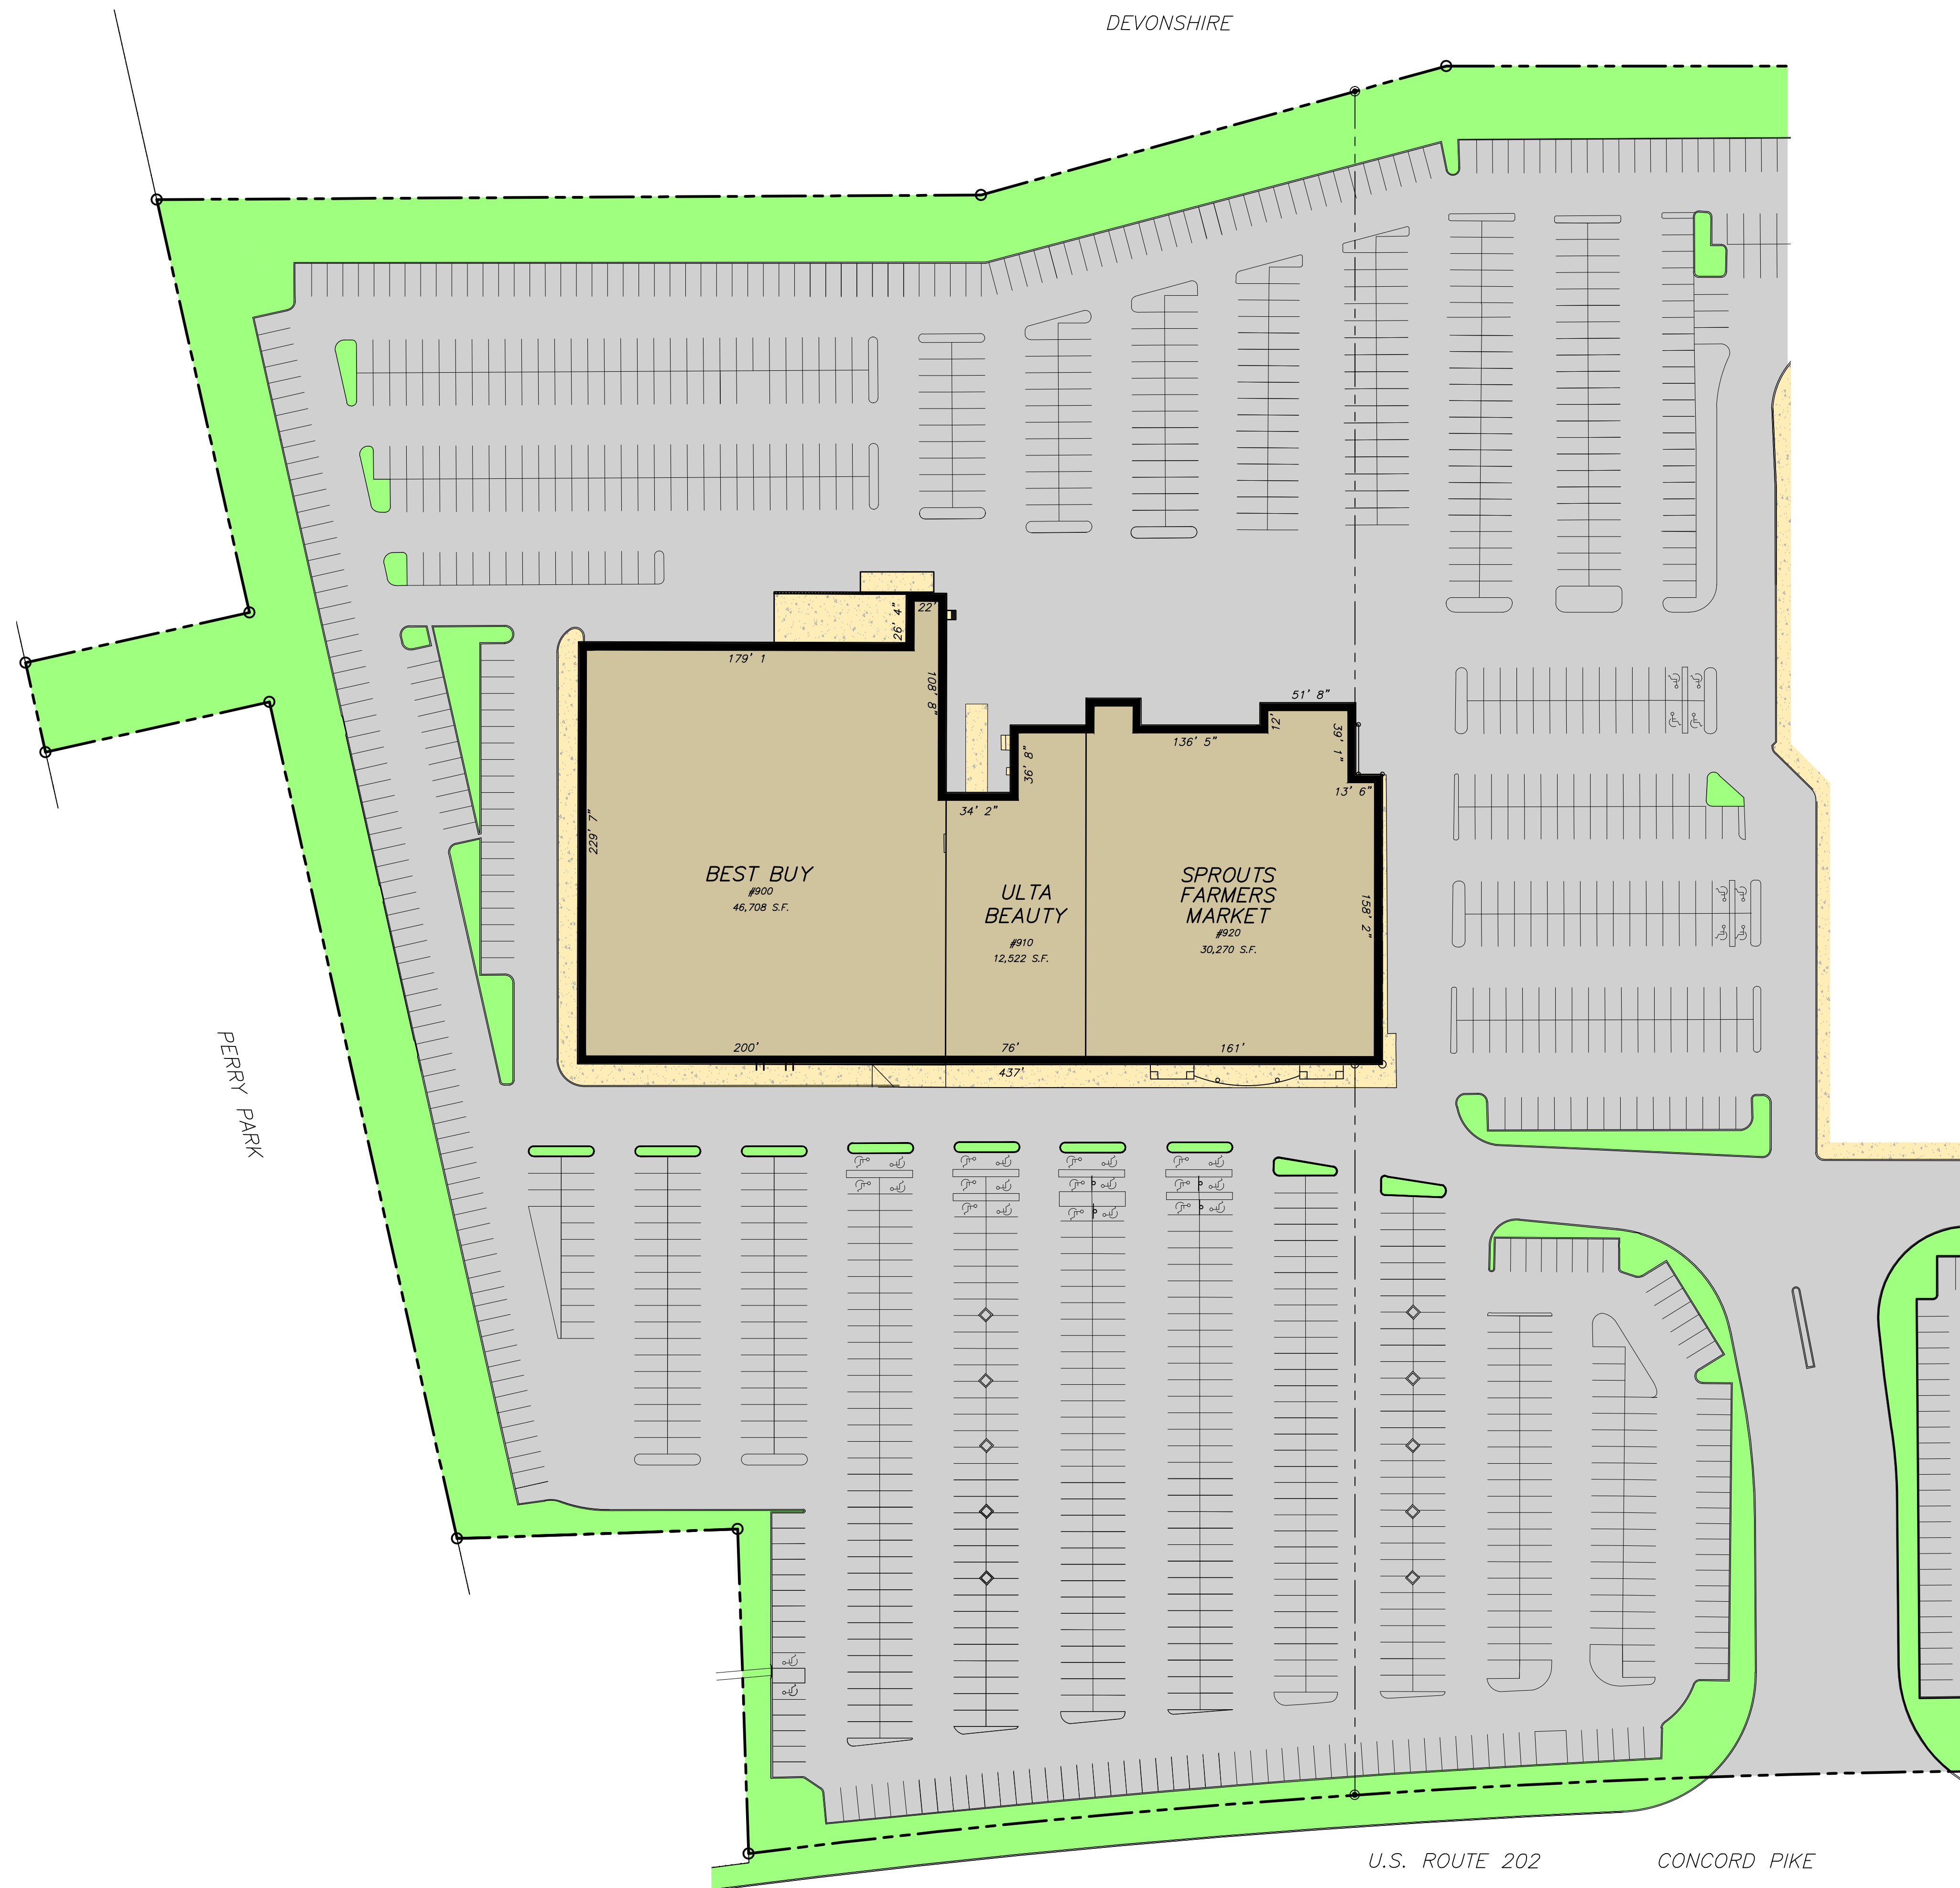 DEVONSHIRE
22'
26' 4"
179' 1
108' 8"
51' 8"
12'
39' 1"
136' 5"
36' 8"
13' 6"
34' 2"
229' 7"
BEST BUY
#900
46,708 S.F.
ULTA
BEAUTY
#910
12,522 S.F.
SPROUTS
FARMERS
MARKET
#920
30,270 S.F.
158' 2"
200'
76'
161'
437'
PERRY PARK
U.S. ROUTE 202
CONCORD PIKE